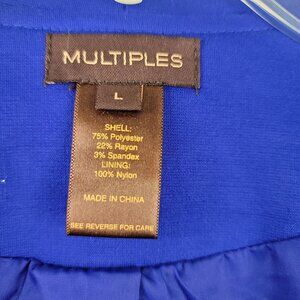 MULTIPLES
L
SHELL:
75% Polyester
22% Rayon
3% Spandex
LINING:
100% Nylon
MADE IN CHINA
SEE REVERSE FOR CARE